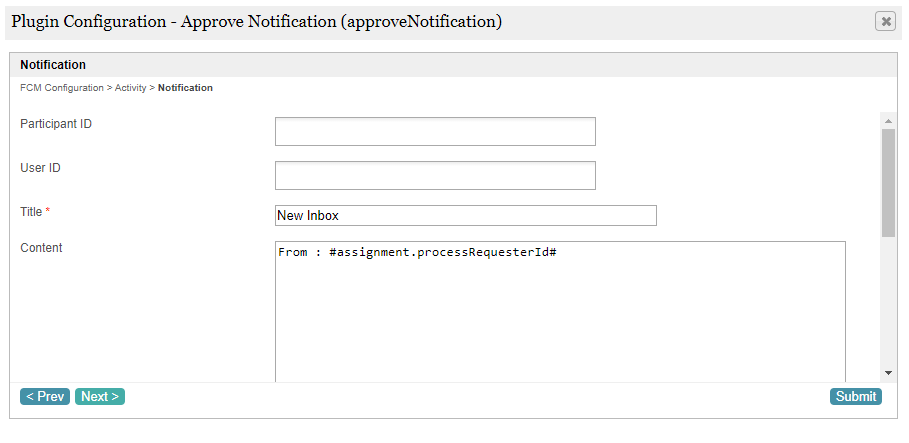 Plugin Configuration - Approve Notification (approveNotification)
Notification
FCM Configuration > Activity > Notification
Participant ID
User ID
Title *
New Inbox
Content
From : #assignment.processRequesterId#
< Prev Next > Submit